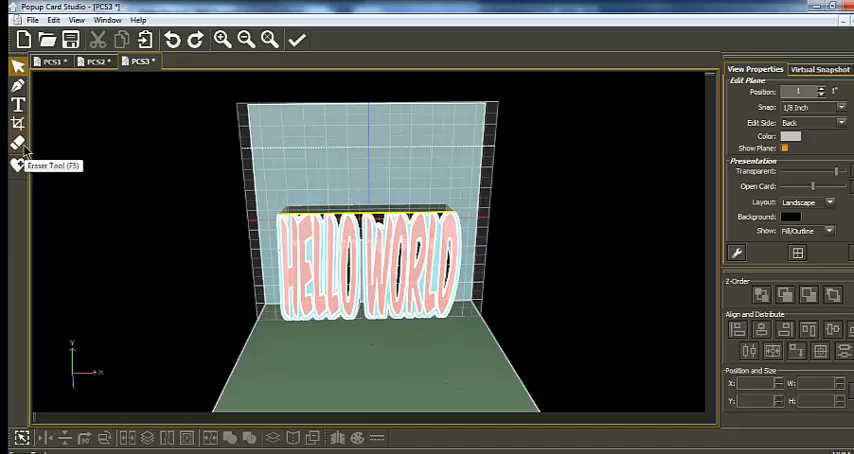 Popup Card Studio - [PCS3 *]
File Edit View Window Help
PCS1 * PCS2 * PCS3 *
View Properties Virtual Snapshot
Edit Plane
Position: 1 1"
Snap: 1/8 Inch
Edit Side: Back
Color:
Show Plane:
Presentation
Transparent:
Open Card:
Layout: Landscape
Background:
Show: Fill/Outline
Eraser Tool (F5)
HELLO WORLD
Z-Order
Align and Distribute
Position and Size
X: W:
Y: H:
Y
X